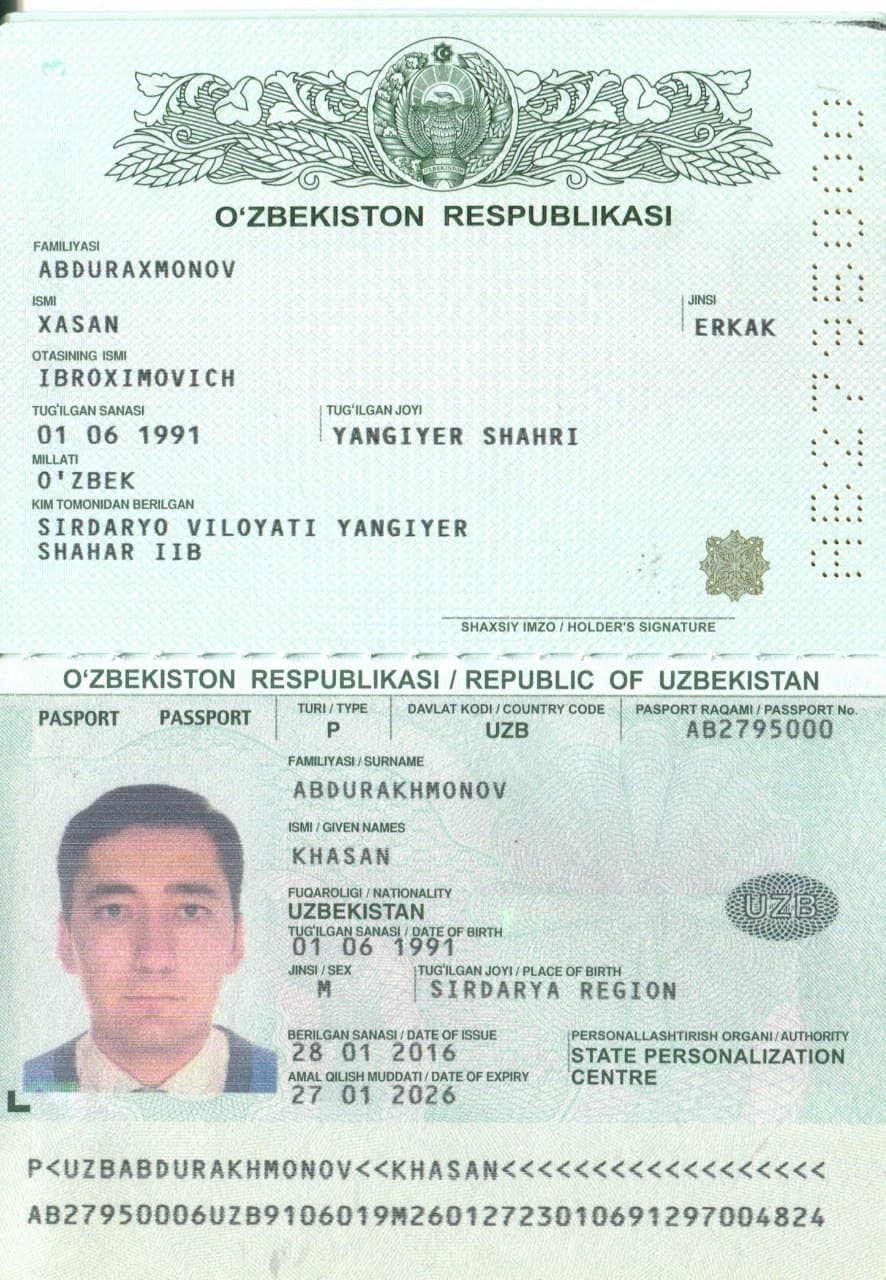 3
O'ZBEKISTON RESPUBLIKASI
FAMILIYASI
ABDURAXMONOV
ISMI
XASAN
JINSI
ERKAK
OTASINING ISMI
IBROXIMOVICH
TUG'ILGAN SANASI
01 06 1991
TUG'ILGAN JOYI
YANGIYER SHAHRI
MILLATI
O'ZBEK
KIM TOMONIDAN BERILGAN
SIRDARYO VILOYATI YANGIYER
SHAHAR IIB
AB2795000
SHAXSIY IMZO / HOLDER'S SIGNATURE
O'ZBEKISTON RESPUBLIKASI / REPUBLIC OF UZBEKISTAN
PASPORT PASSPORT
TURI / TYPE
P
DAVLAT KODI / COUNTRY CODE
UZB
PASPORT RAQAMI / PASSPORT No.
AB2795000
FAMILIYASI / SURNAME
ABDURAKHMONOV
ISMI / GIVEN NAMES
KHASAN
FUQAROLIGI / NATIONALITY
UZBEKISTAN
UZB
TUG'ILGAN SANASI / DATE OF BIRTH
01 06 1991
JINSI / SEX
M
TUG'ILGAN JOYI / PLACE OF BIRTH
SIRDARYA REGION
BERILGAN SANASI / DATE OF ISSUE
28 01 2016
PERSONALLASHTIRISH ORGANI / AUTHORITY
STATE PERSONALIZATION
CENTRE
AMAL QILISH MUDDATI / DATE OF EXPIRY
27 01 2026
P<UZBABDURAKHMONOV<<KHASAN<<<<<<<<<<<<<<<<<<
AB27950006UZB9106019M26012723010691297004824